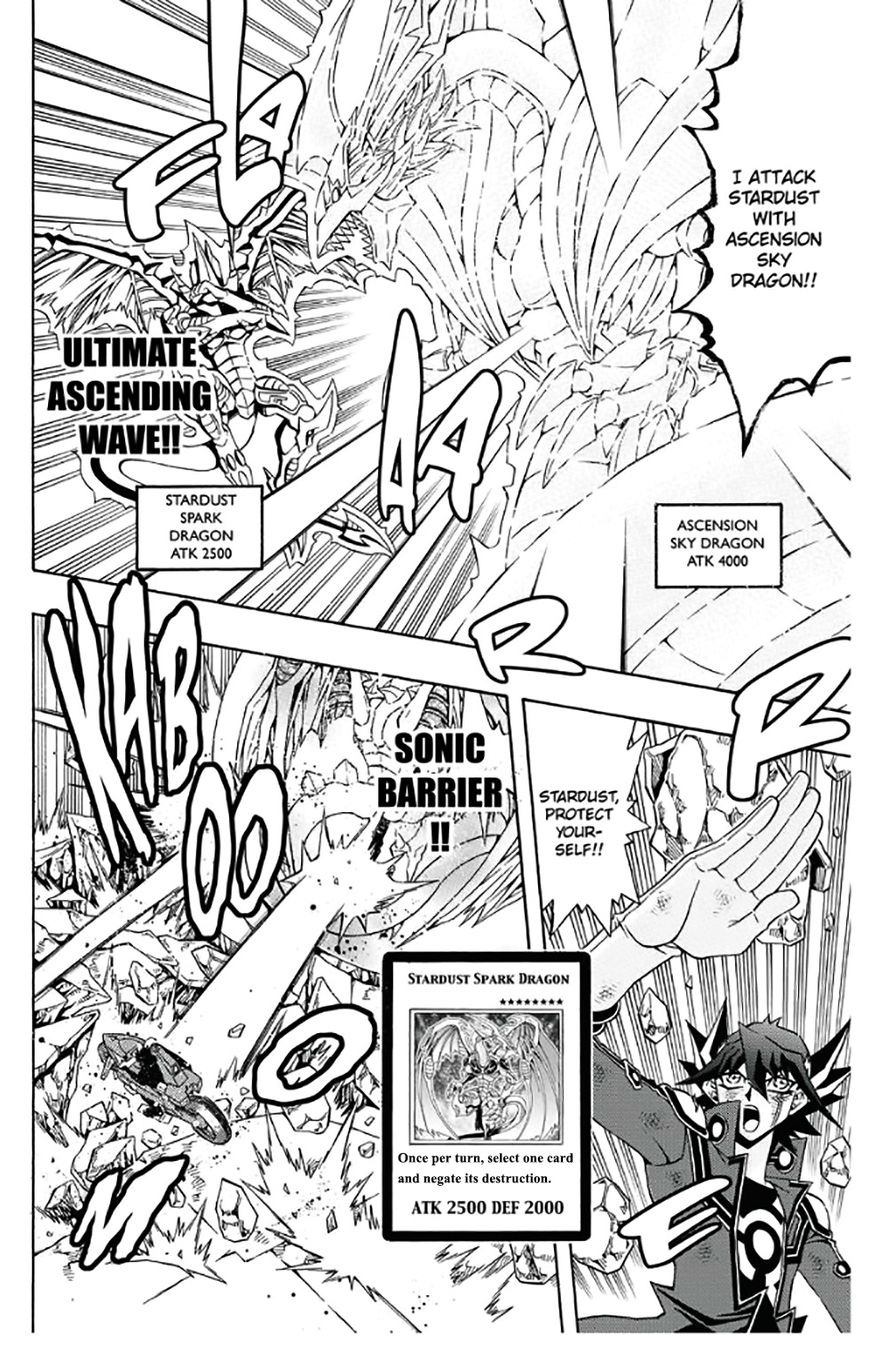 I ATTACK
STARDUST
WITH
ASCENSION
SKY
DRAGON!!
ASCENSION
SKY DRAGON
ATK 4000
FLA
AA
R
R
E
ULTIMATE
ASCENDING
WAVE!!
STARDUST
SPARK
DRAGON
ATK 2500
STARDUST,
PROTECT
YOUR-
SELF!!
SONIC
BARRIER
!!
KAB
OO
O
M
STARDUST SPARK DRAGON
★★★★★★★★
Once per turn, select one card
and negate its destruction.
ATK 2500 DEF 2000